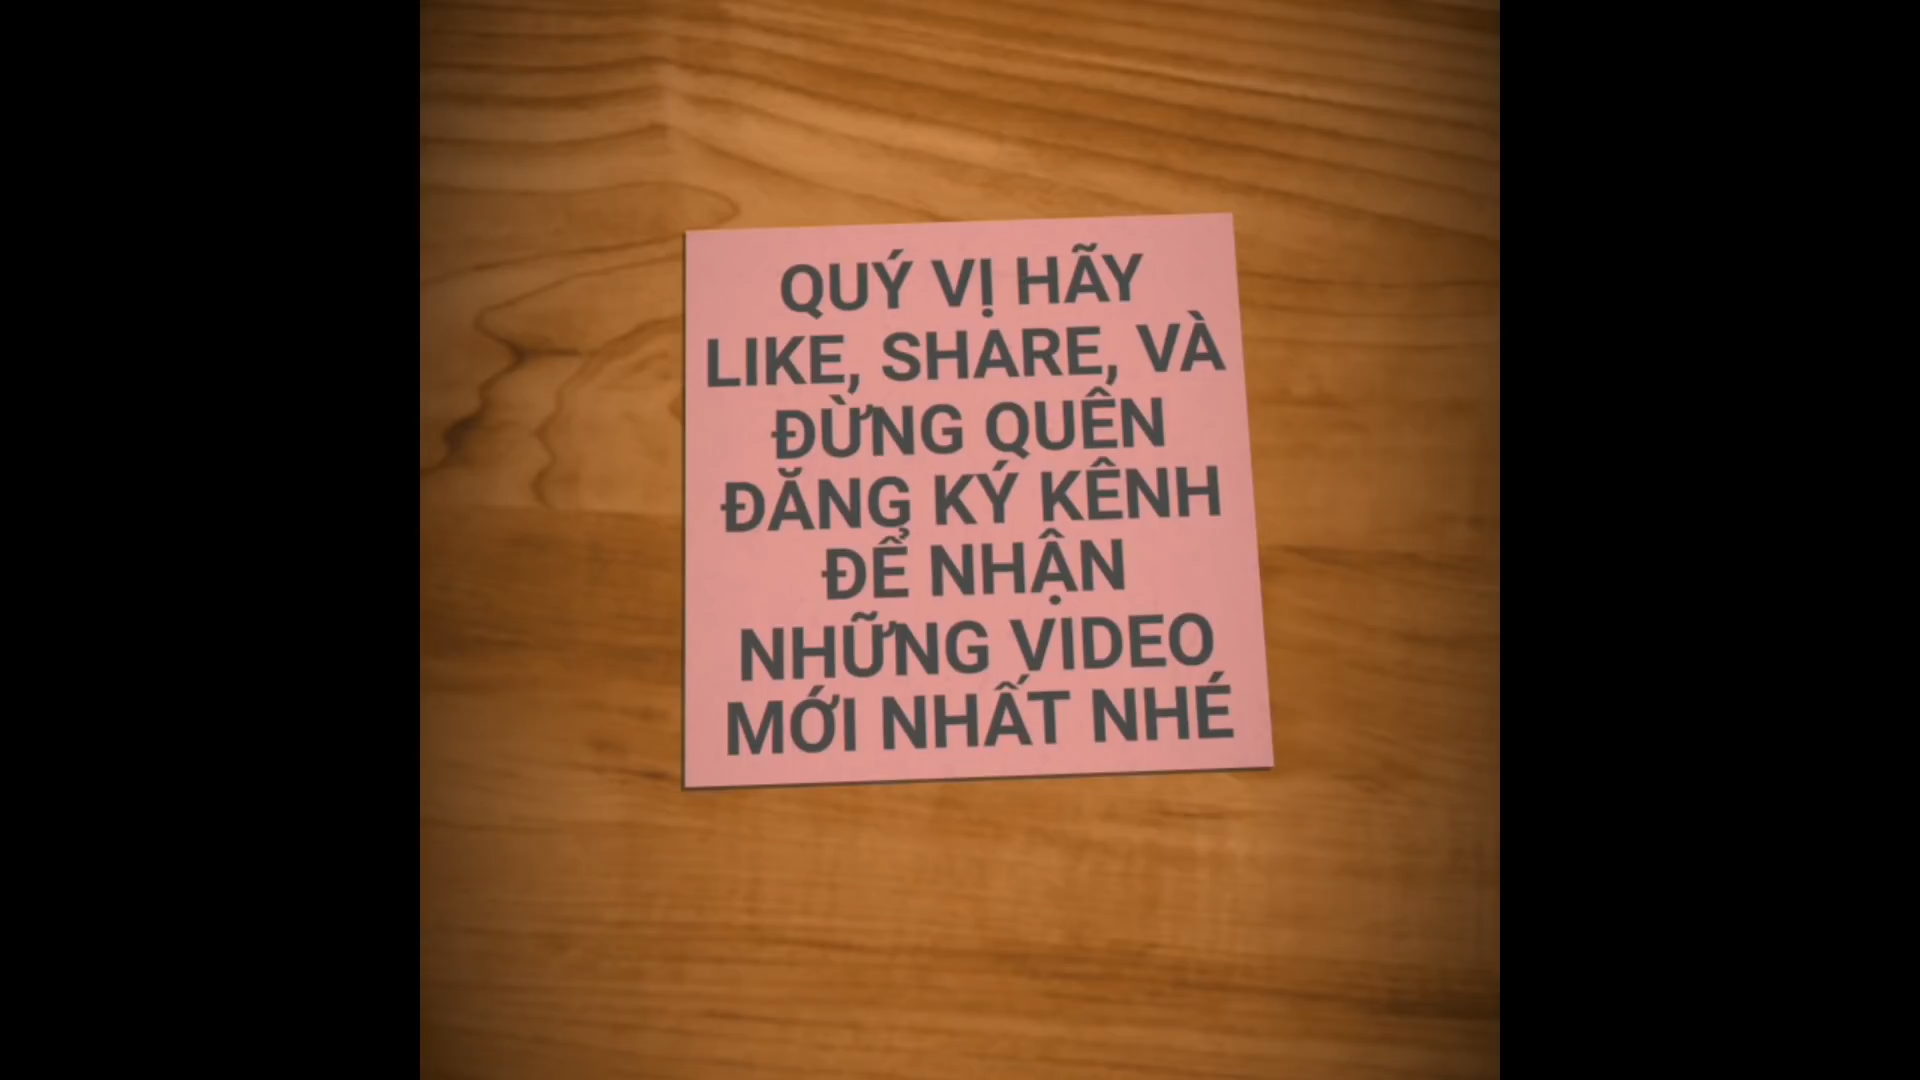 QUÝ VỊ HÃY
LIKE, SHARE, VÀ
ĐỪNG QUÊN
ĐĂNG KÝ KÊNH
ĐỂ NHẬN
NHỮNG VIDEO
MỚI NHẤT NHÉ